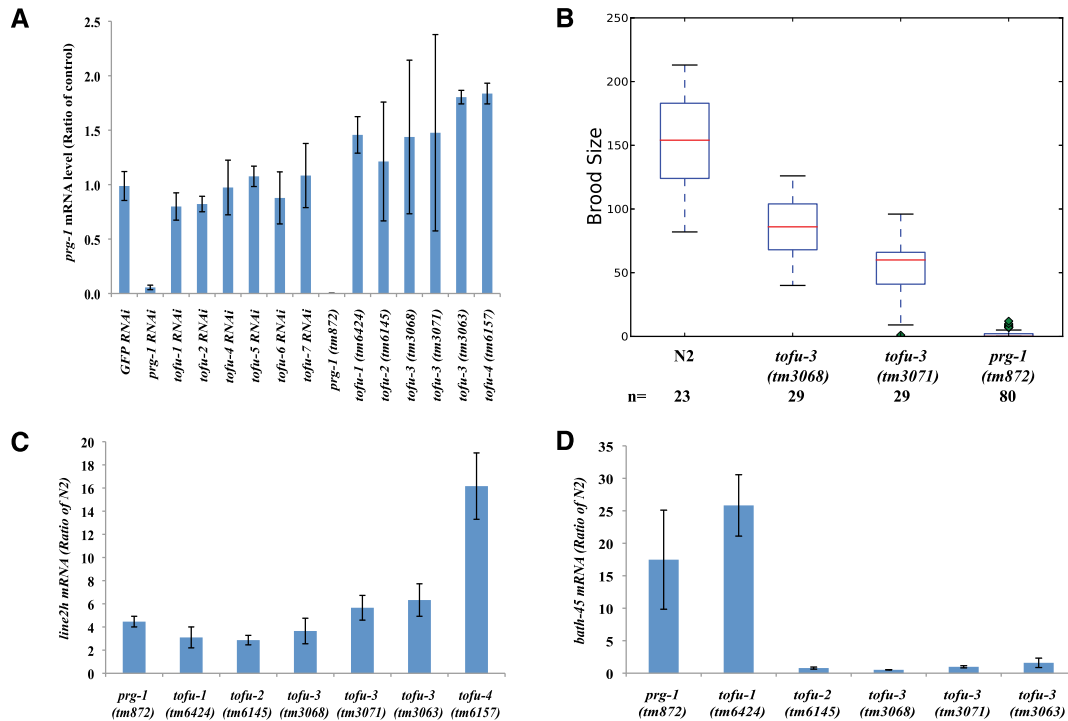 A
prg-1 mRNA level (Ratio of control)
2.5
2.0
1.5
1.0
0.5
0.0
GFP RNAi
prg-1 RNAi
tofu-1 RNAi
tofu-2 RNAi
tofu-4 RNAi
tofu-5 RNAi
tofu-6 RNAi
tofu-7 RNAi
prg-1 (tm872)
tofu-1 (tm6424)
tofu-2 (tm6145)
tofu-3 (tm3068)
tofu-3 (tm3071)
tofu-3 (tm3063)
tofu-4 (tm6157)
B
Brood Size
250
200
150
100
50
0
N2
tofu-3 (tm3068)
tofu-3 (tm3071)
prg-1 (tm872)
n= 23 29 29 80
C
line2h mRNA (Ratio of N2)
20
18
16
14
12
10
8
6
4
2
0
prg-1 (tm872)
tofu-1 (tm6424)
tofu-2 (tm6145)
tofu-3 (tm3068)
tofu-3 (tm3071)
tofu-3 (tm3063)
tofu-4 (tm6157)
D
bath-45 mRNA (Ratio of N2)
35
30
25
20
15
10
5
0
prg-1 (tm872)
tofu-1 (tm6424)
tofu-2 (tm6145)
tofu-3 (tm3068)
tofu-3 (tm3071)
tofu-3 (tm3063)